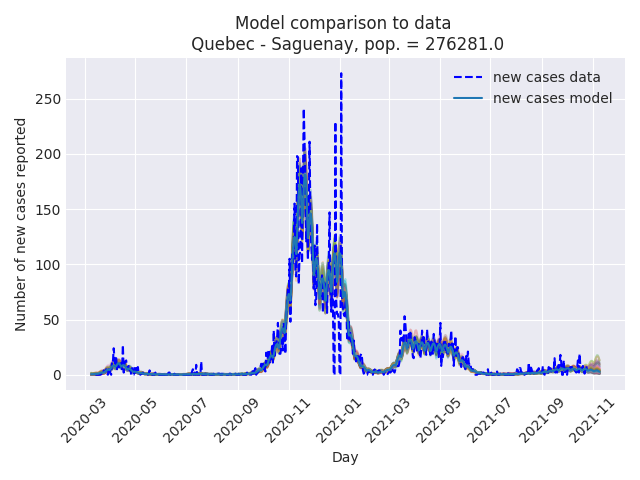 Model comparison to data
Quebec - Saguenay, pop. = 276281.0
new cases data
new cases model
Number of new cases reported
250
200
150
100
50
0
2020-03
2020-05
2020-07
2020-09
2020-11
2021-01
2021-03
2021-05
2021-07
2021-09
2021-11
Day